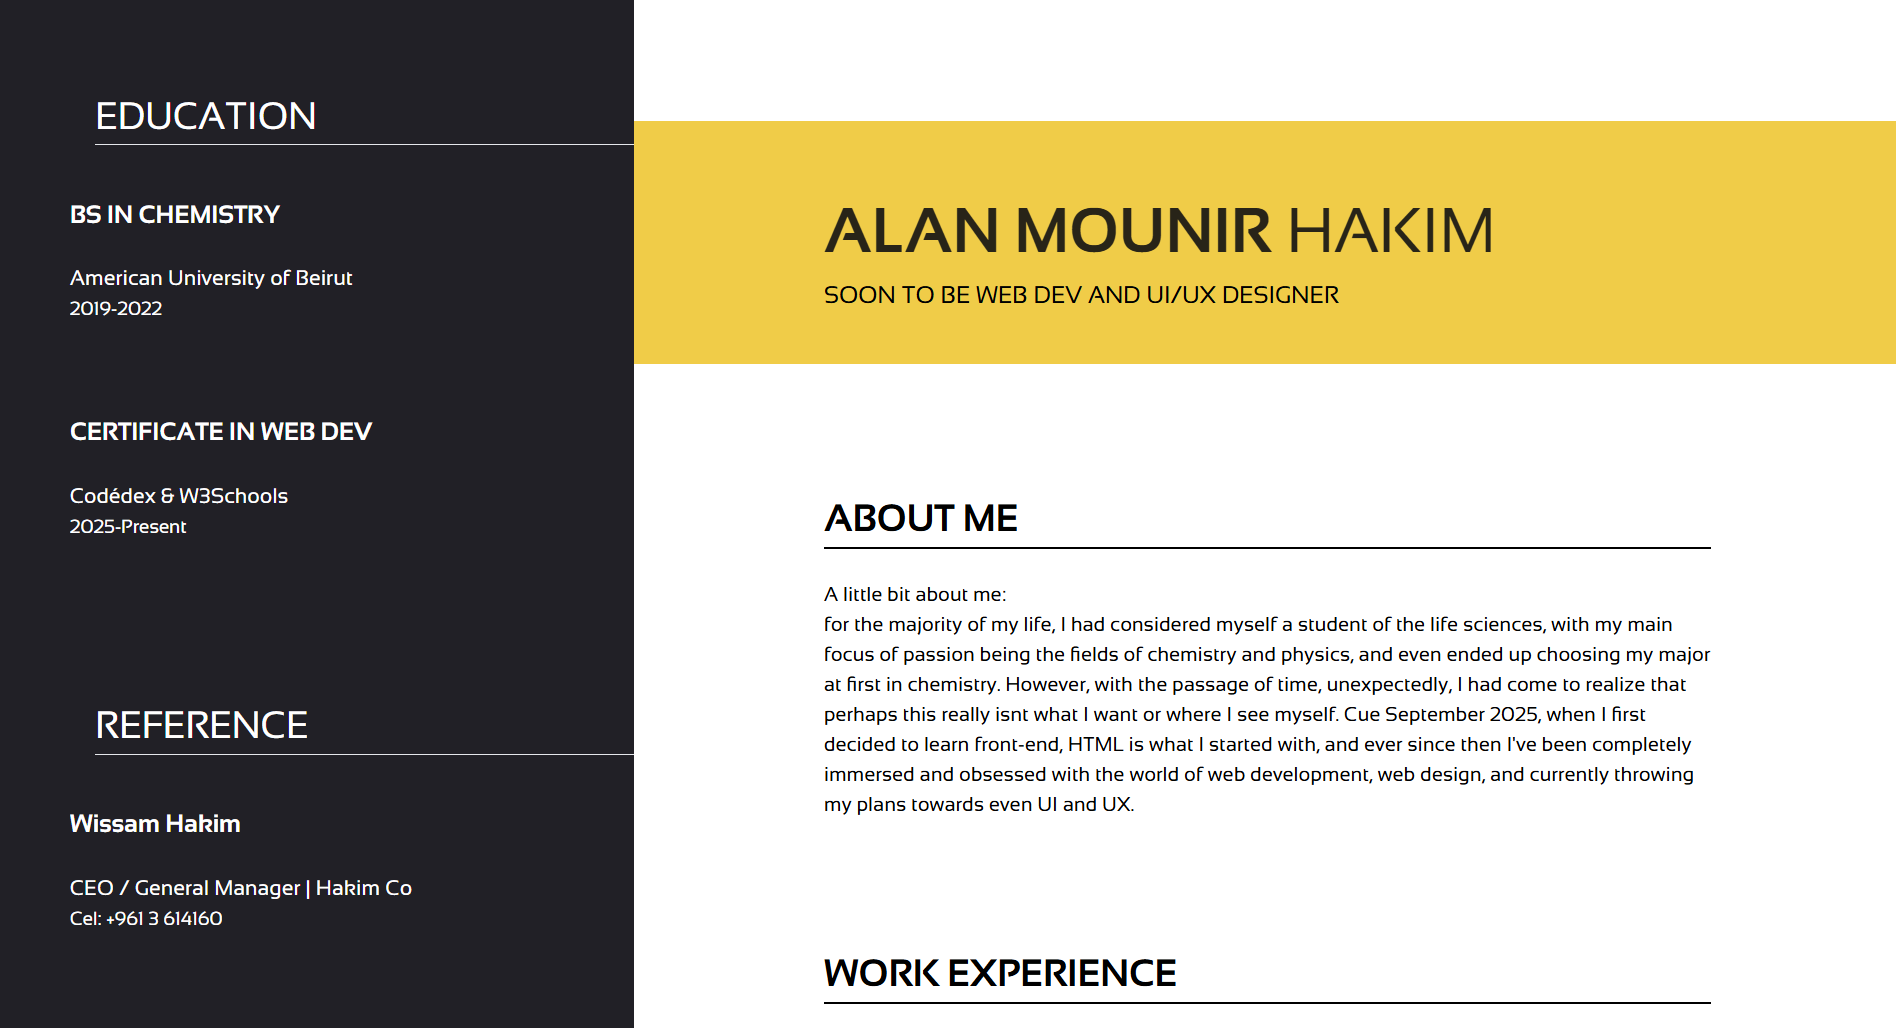 EDUCATION
BS IN CHEMISTRY
American University of Beirut
2019-2022
CERTIFICATE IN WEB DEV
Codédex & W3Schools
2025-Present
REFERENCE
Wissam Hakim
CEO / General Manager | Hakim Co
Cel: +961 3 614160
ALAN MOUNIR HAKIM
SOON TO BE WEB DEV AND UI/UX DESIGNER
ABOUT ME
A little bit about me:
for the majority of my life, I had considered myself a student of the life sciences, with my main
focus of passion being the fields of chemistry and physics, and even ended up choosing my major
at first in chemistry. However, with the passage of time, unexpectedly, I had come to realize that
perhaps this really isnt what I want or where I see myself. Cue September 2025, when I first
decided to learn front-end, HTML is what I started with, and ever since then I've been completely
immersed and obsessed with the world of web development, web design, and currently throwing
my plans towards even UI and UX.
WORK EXPERIENCE